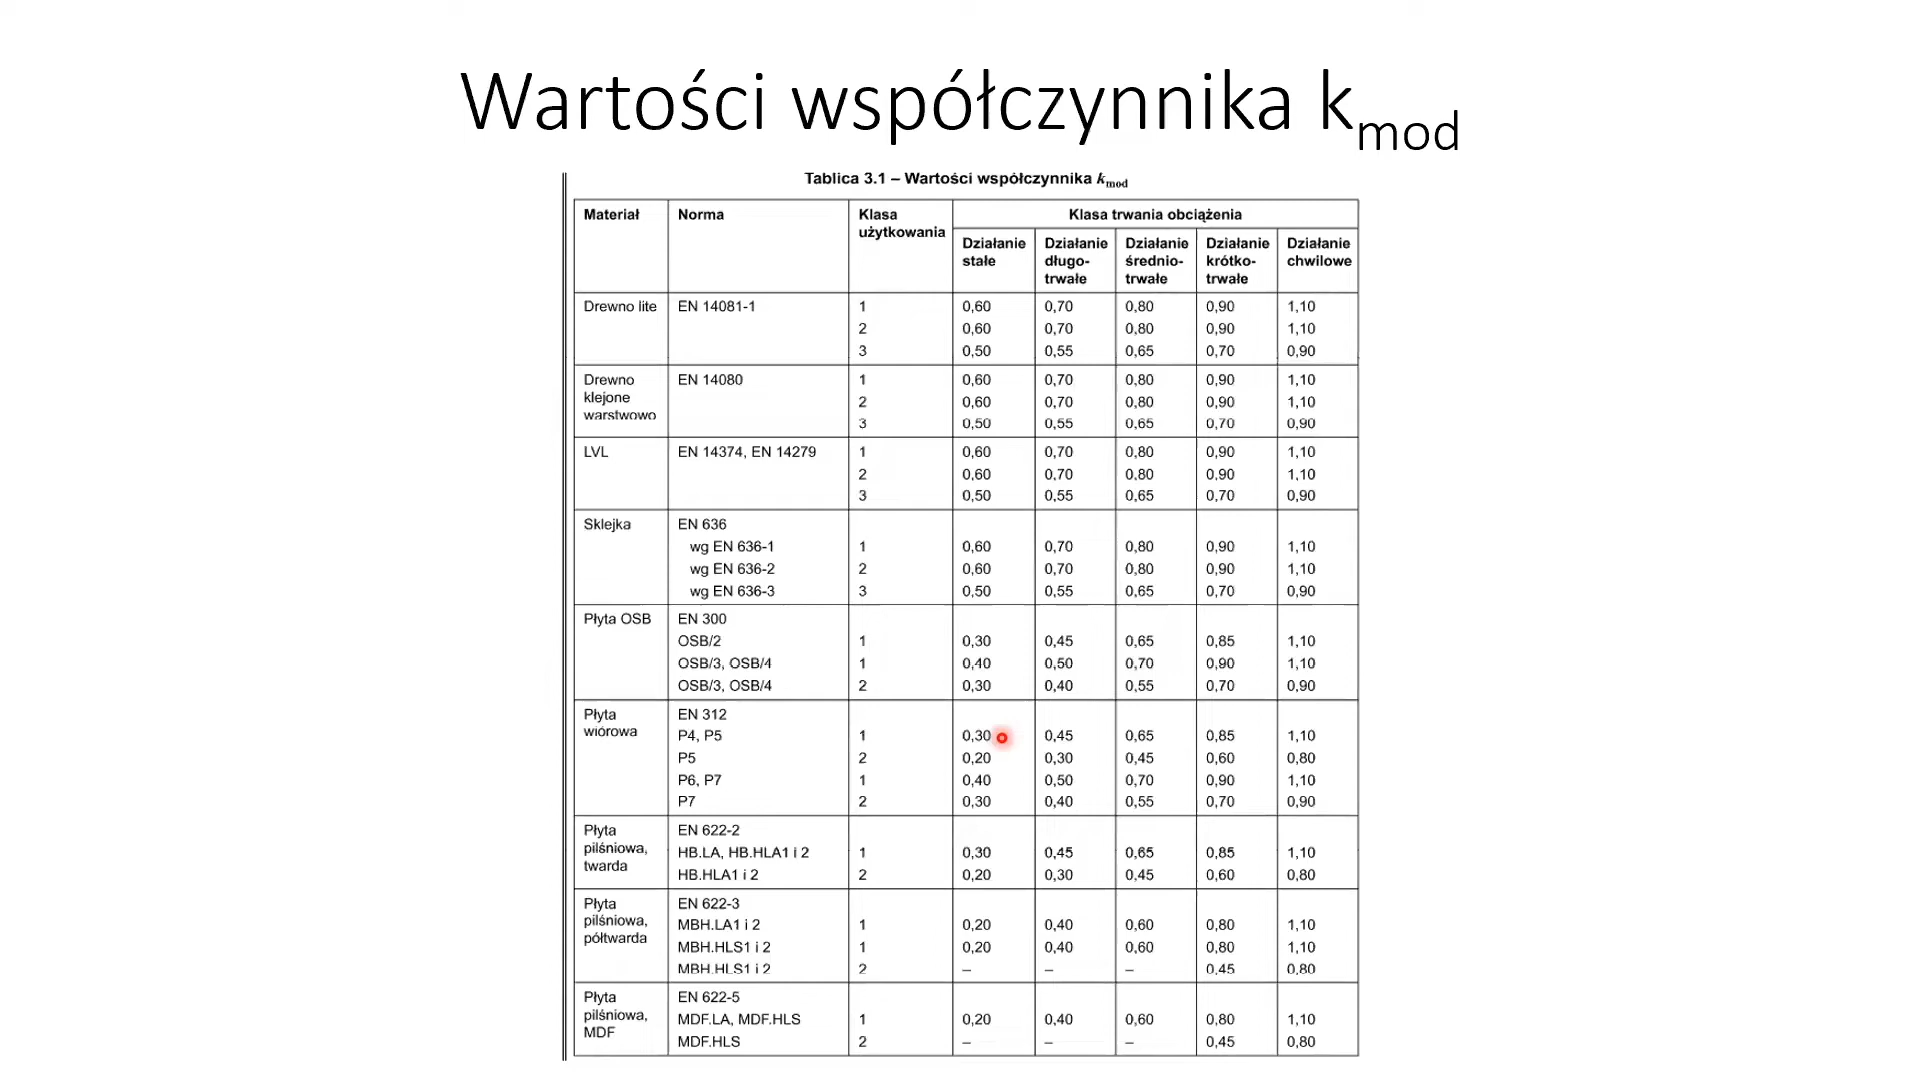 Wartości współczynnika kmod
Tablica 3.1 – Wartości współczynnika kmod
Materiał Norma Klasa użytkowania Klasa trwania obciążenia
Działanie stałe Działanie długo-trwałe Działanie średnio-trwałe Działanie krótko-trwałe Działanie chwilowe
Drewno lite EN 14081-1 1 0,60 0,70 0,80 0,90 1,10
2 0,60 0,70 0,80 0,90 1,10
3 0,50 0,55 0,65 0,70 0,90
Drewno klejone warstwowo EN 14080 1 0,60 0,70 0,80 0,90 1,10
2 0,60 0,70 0,80 0,90 1,10
3 0,50 0,55 0,65 0,70 0,90
LVL EN 14374, EN 14279 1 0,60 0,70 0,80 0,90 1,10
2 0,60 0,70 0,80 0,90 1,10
3 0,50 0,55 0,65 0,70 0,90
Sklejka EN 636
wg EN 636-1 1 0,60 0,70 0,80 0,90 1,10
wg EN 636-2 2 0,60 0,70 0,80 0,90 1,10
wg EN 636-3 3 0,50 0,55 0,65 0,70 0,90
Płyta OSB EN 300
OSB/2 1 0,30 0,45 0,65 0,85 1,10
OSB/3, OSB/4 1 0,40 0,50 0,70 0,90 1,10
OSB/3, OSB/4 2 0,30 0,40 0,55 0,70 0,90
Płyta wiórowa EN 312
P4, P5 1 0,30 0,45 0,65 0,85 1,10
P5 2 0,20 0,30 0,45 0,60 0,80
P6, P7 1 0,40 0,50 0,70 0,90 1,10
P7 2 0,30 0,40 0,55 0,70 0,90
Płyta pilśniowa, twarda EN 622-2
HB.LA, HB.HLA1 i 2 1 0,30 0,45 0,65 0,85 1,10
HB.HLA1 i 2 2 0,20 0,30 0,45 0,60 0,80
Płyta pilśniowa, półtwarda EN 622-3
MBH.LA1 i 2 1 0,20 0,40 0,60 0,80 1,10
MBH.HLS1 i 2 1 0,20 0,40 0,60 0,80 1,10
MBH.HLS1 i 2 2 – – – 0,45 0,80
Płyta pilśniowa, MDF EN 622-5
MDF.LA, MDF.HLS 1 0,20 0,40 0,60 0,80 1,10
MDF.HLS 2 – – – 0,45 0,80